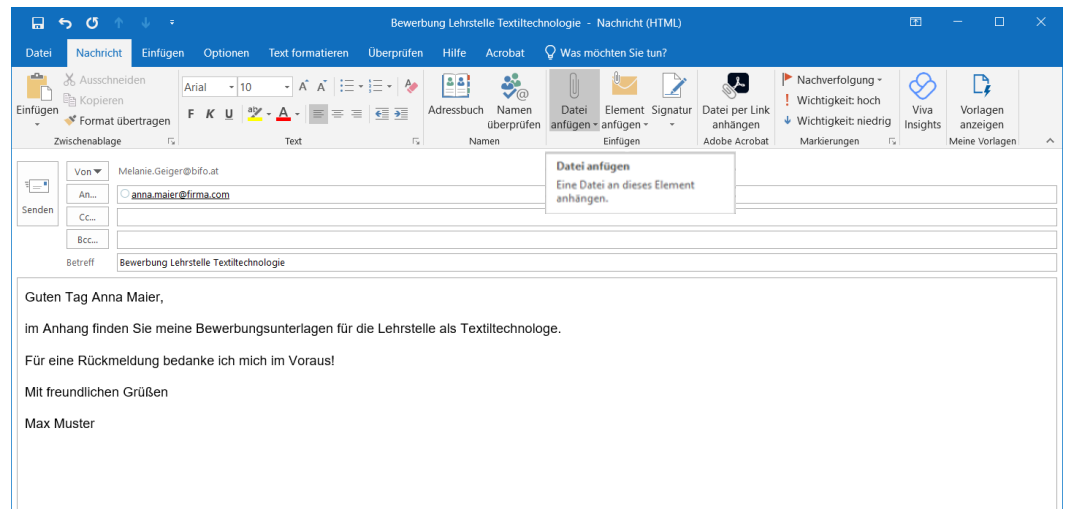 Bewerbung Lehrstelle Textiltechnologie - Nachricht (HTML)
Datei Nachricht Einfügen Optionen Text formatieren Überprüfen Hilfe Acrobat Was möchten Sie tun?
Einfügen
Ausschneiden
Kopieren
Format übertragen
Zwischenablage
Arial 10
F K U
Text
Adressbuch
Namen überprüfen
Namen
Datei anfügen
Element anfügen
Signatur
Einfügen
Datei per Link anhängen
Adobe Acrobat
Nachverfolgung
Wichtigkeit: hoch
Wichtigkeit: niedrig
Markierungen
Viva Insights
Vorlagen anzeigen
Meine Vorlagen
Datei anfügen
Eine Datei an dieses Element
anhängen.
Senden
Von Melanie.Geiger@bifo.at
An... anna.maier@firma.com
Cc...
Bcc...
Betreff Bewerbung Lehrstelle Textiltechnologie
Guten Tag Anna Maier,
im Anhang finden Sie meine Bewerbungsunterlagen für die Lehrstelle als Textiltechnologe.
Für eine Rückmeldung bedanke ich mich im Voraus!
Mit freundlichen Grüßen
Max Muster